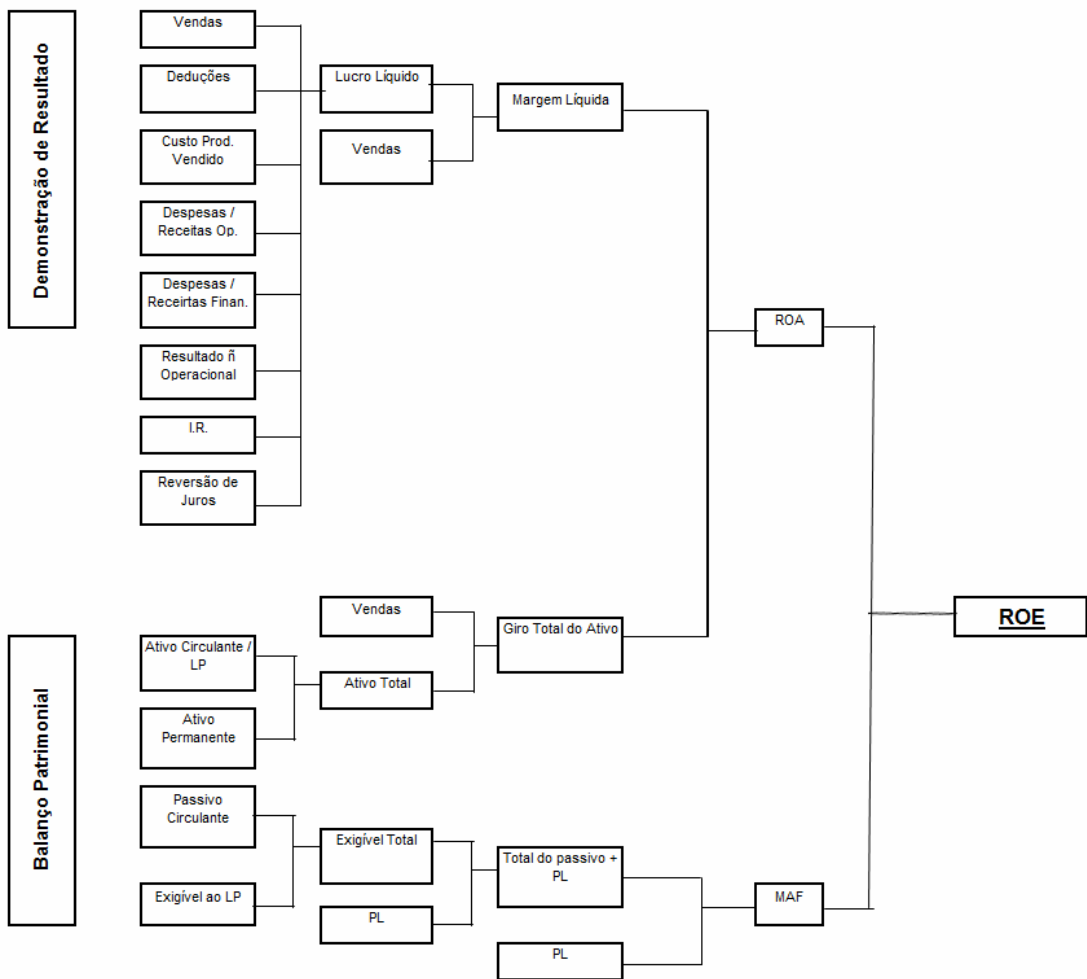 Demonstração de Resultado
Vendas
Deduções
Custo Prod.
Vendido
Despesas /
Receitas Op.
Despesas /
Receirtas Finan.
Resultado ñ
Operacional
I.R.
Reversão de
Juros
Lucro Líquido
Vendas
Margem Líquida
ROA
ROE
Balanço Patrimonial
Vendas
Ativo Circulante /
LP
Ativo Total
Giro Total do Ativo
Ativo
Permanente
Passivo
Circulante
Exigível Total
Exigível ao LP
PL
Total do passivo +
PL
PL
MAF